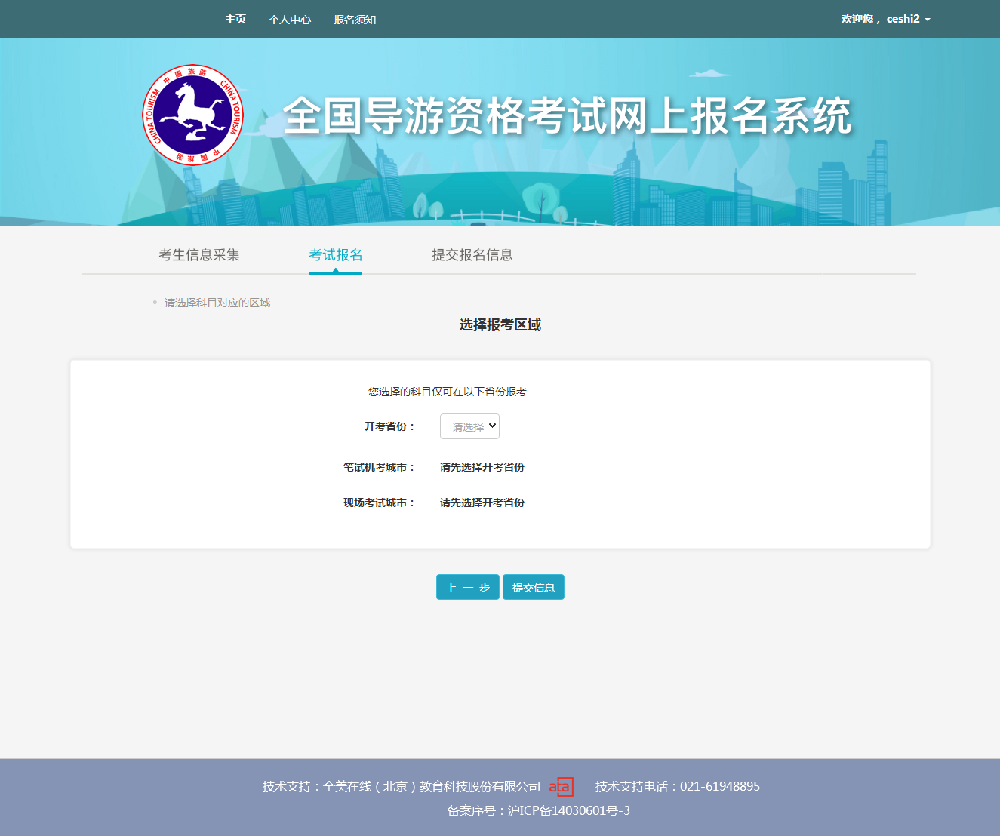 主页 个人中心 报名须知 欢迎您， ceshi2
中国旅游 CHINA TOURISM 中国旅游 CHINA TOURISM
全国导游资格考试网上报名系统
考生信息采集 考试报名 提交报名信息
请选择科目对应的区域
选择报考区域
您选择的科目仅可在以下省份报考
开考省份： 请选择
笔试机考城市： 请先选择开考省份
现场考试城市： 请先选择开考省份
上 一 步 提交信息
技术支持：全美在线（北京）教育科技股份有限公司 ata 技术支持电话：021-61948895
备案序号：沪ICP备14030601号-3